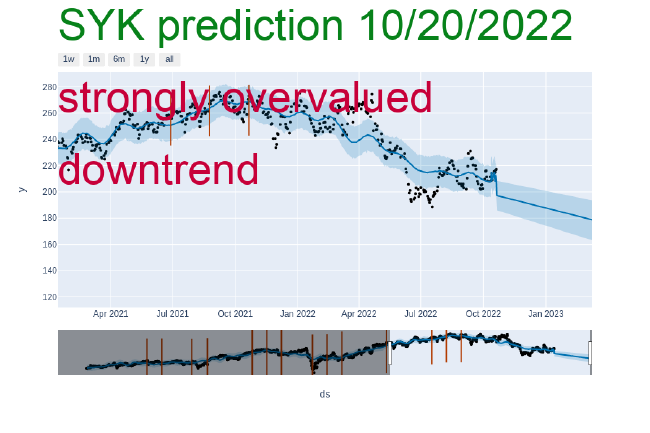 SYK prediction 10/20/2022
1w 1m 6m 1y all
strongly overvalued
downtrend
280
260
240
220
200
180
160
140
120
y
Apr 2021 Jul 2021 Oct 2021 Jan 2022 Apr 2022 Jul 2022 Oct 2022 Jan 2023
ds